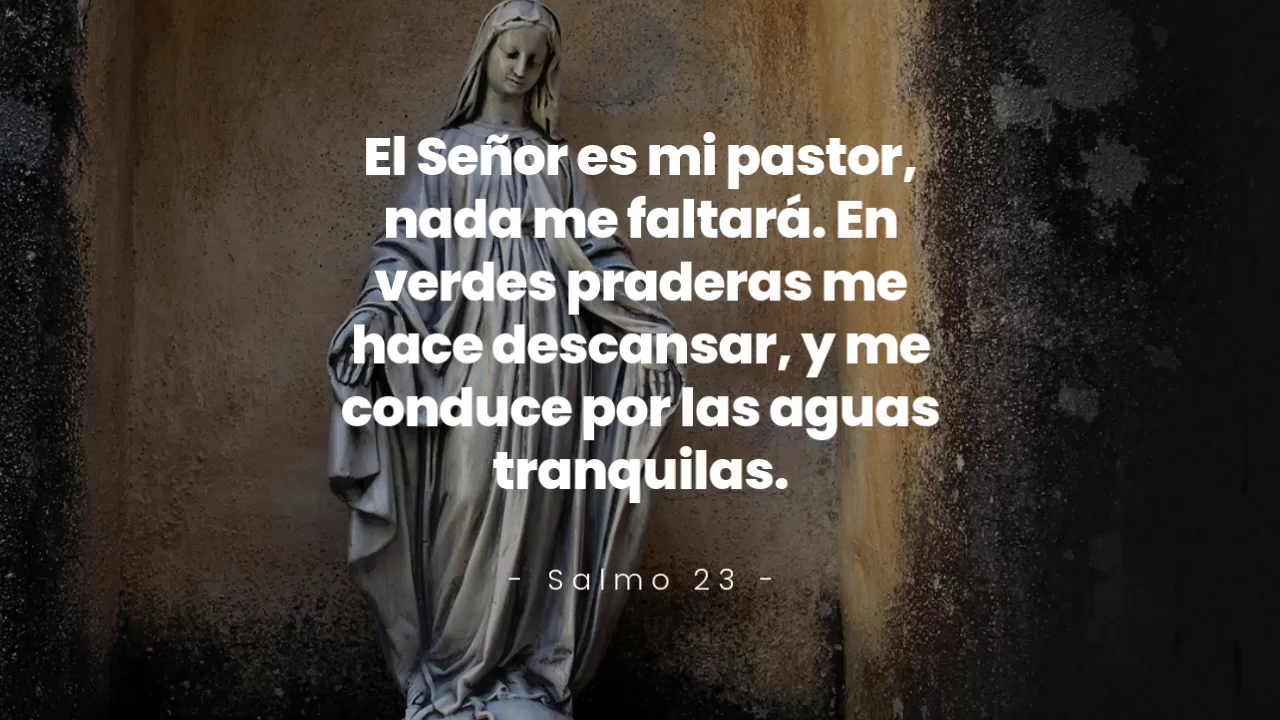 El Señor es mi pastor,
nada me faltará. En
verdes praderas me
hace descansar, y me
conduce por las aguas
tranquilas.
- Salmo 23 -